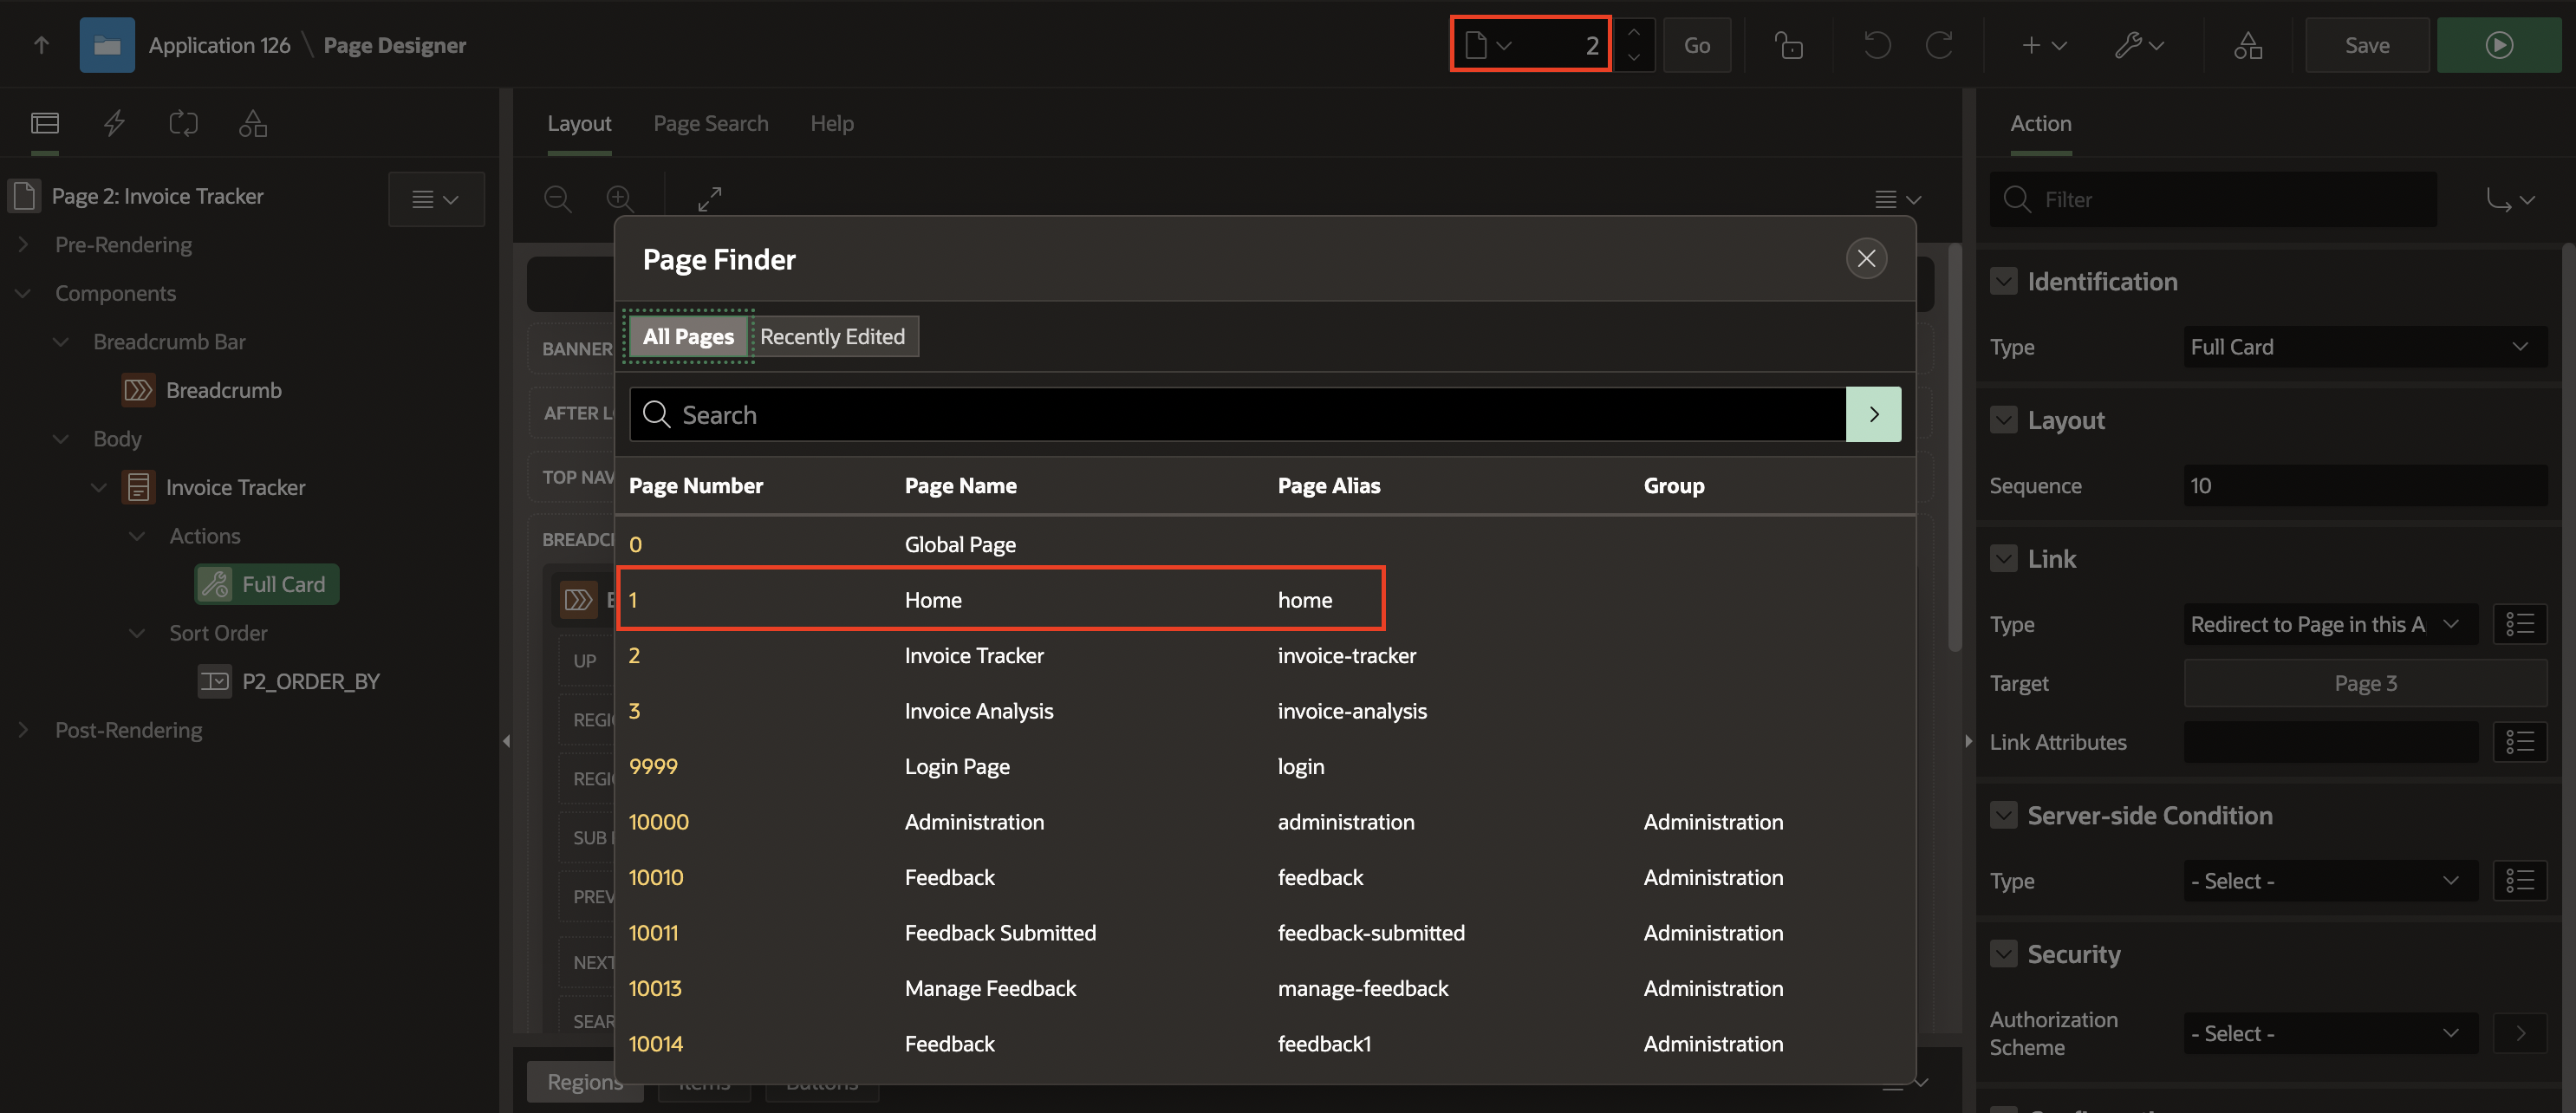 Application 126 \ Page Designer
2
Go
Save
Page 2: Invoice Tracker
Pre-Rendering
Components
Breadcrumb Bar
Breadcrumb
Body
Invoice Tracker
Actions
Full Card
Sort Order
P2_ORDER_BY
Post-Rendering
Layout Page Search Help
BANNER
AFTER L
TOP NAV
BREADC
UP
REGI
REGI
SUB
PREV
NEXT
SEAR
Regions Items Buttons
Page Finder
All Pages Recently Edited
Search
Page Number Page Name Page Alias Group
0 Global Page
1 Home home
2 Invoice Tracker invoice-tracker
3 Invoice Analysis invoice-analysis
9999 Login Page login
10000 Administration administration Administration
10010 Feedback feedback Administration
10011 Feedback Submitted feedback-submitted Administration
10013 Manage Feedback manage-feedback Administration
10014 Feedback feedback1 Administration
Action
Filter
Identification
Type Full Card
Layout
Sequence 10
Link
Type Redirect to Page in this A
Target Page 3
Link Attributes
Server-side Condition
Type - Select -
Security
Authorization
Scheme - Select -